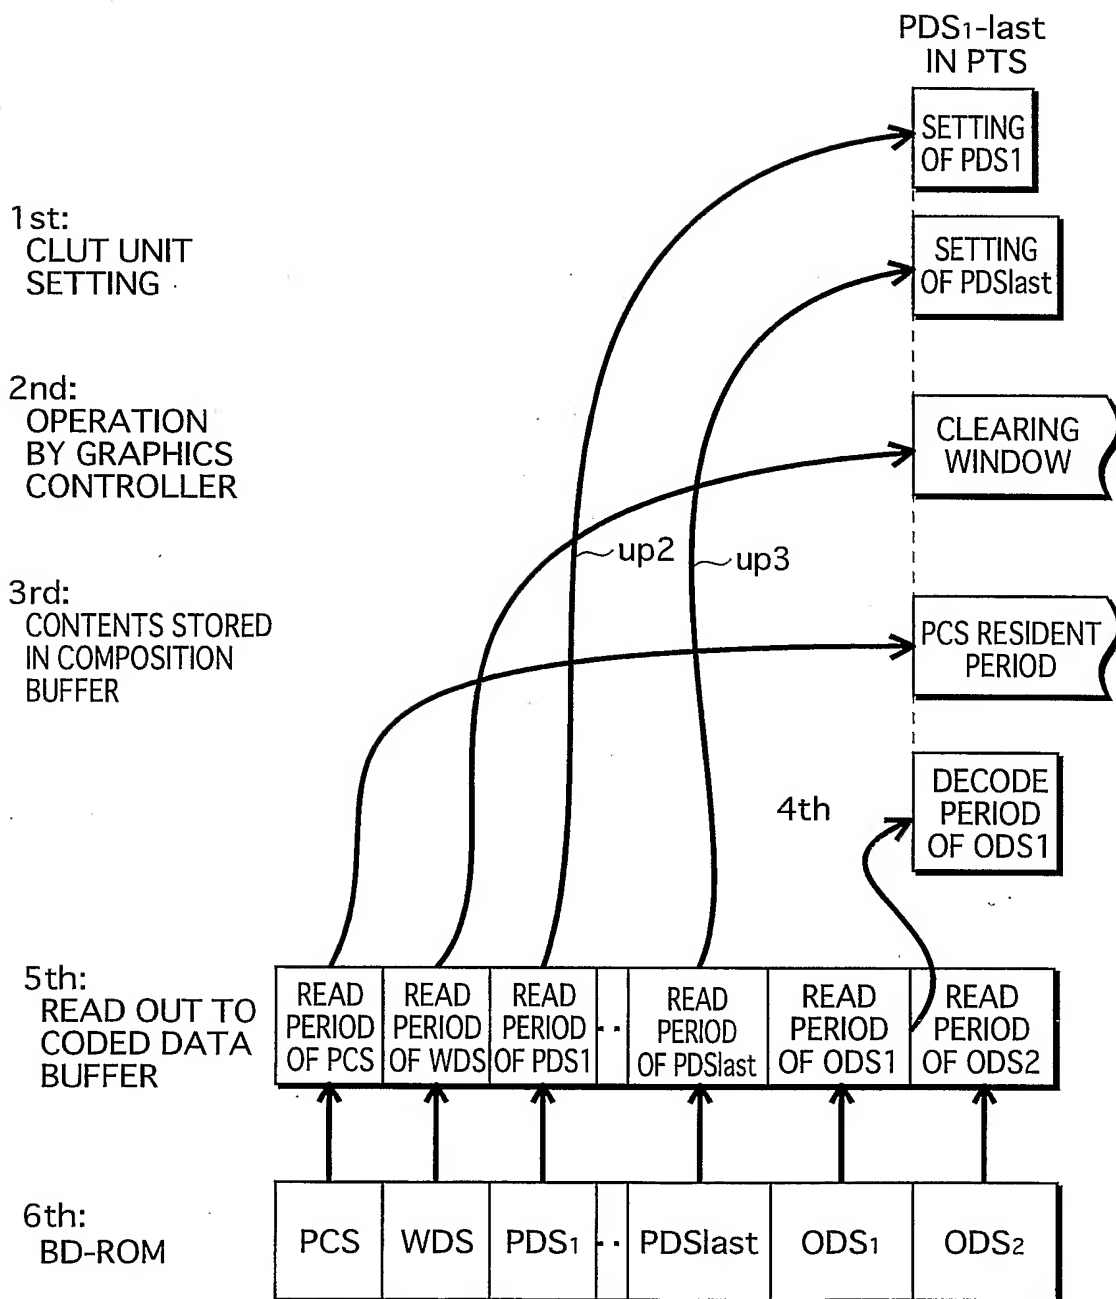 PDS1-last
IN PTS
SETTING
OF PDS1
1st:
CLUT UNIT
SETTING
SETTING
OF PDSlast
2nd:
OPERATION
BY GRAPHICS
CONTROLLER
CLEARING
WINDOW
up2
up3
3rd:
CONTENTS STORED
IN COMPOSITION
BUFFER
PCS RESIDENT
PERIOD
4th
DECODE
PERIOD
OF ODS1
5th:
READ OUT TO
CODED DATA
BUFFER
READ
PERIOD
OF PCS
READ
PERIOD
OF WDS
READ
PERIOD
OF PDS1
··
READ
PERIOD
OF PDSlast
READ
PERIOD
OF ODS1
READ
PERIOD
OF ODS2
6th:
BD-ROM
PCS
WDS
PDS1
··
PDSlast
ODS1
ODS2